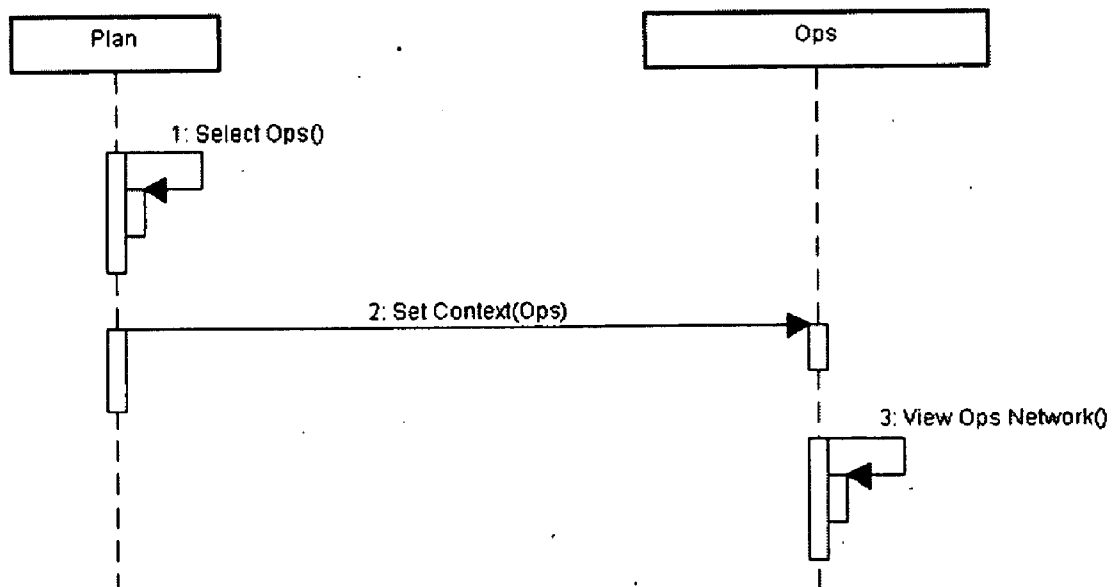 Plan
Ops
1: Select Ops()
2: Set Context(Ops)
3: View Ops Network()